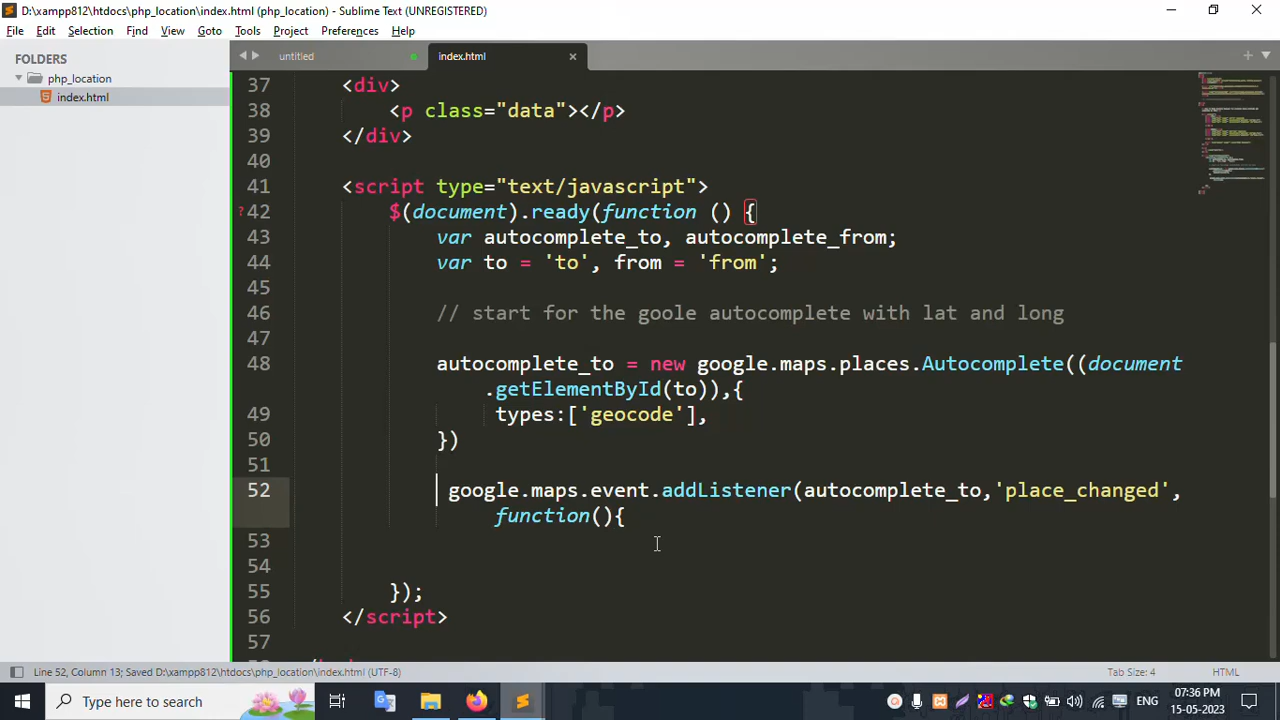 D:\xampp812\htdocs\php_location\index.html (php_location) - Sublime Text (UNREGISTERED)
File Edit Selection Find View Goto Tools Project Preferences Help
FOLDERS
php_location
index.html
untitled
index.html
37 <div>
38 <p class="data"></p>
39 </div>
40
41 <script type="text/javascript">
42 $(document).ready(function () {
43 var autocomplete_to, autocomplete_from;
44 var to = 'to', from = 'from';
45
46 // start for the goole autocomplete with lat and long
47
48 autocomplete_to = new google.maps.places.Autocomplete((document
.getElementById(to)),{
49 types:['geocode'],
50 })
51
52 google.maps.event.addListener(autocomplete_to,'place_changed',
function(){
53
54
55 });
56 </script>
57
Line 52, Column 13; Saved D:\xampp812\htdocs\php_location\index.html (UTF-8)
Tab Size: 4
HTML
Type here to search
ENG
07:36 PM
15-05-2023